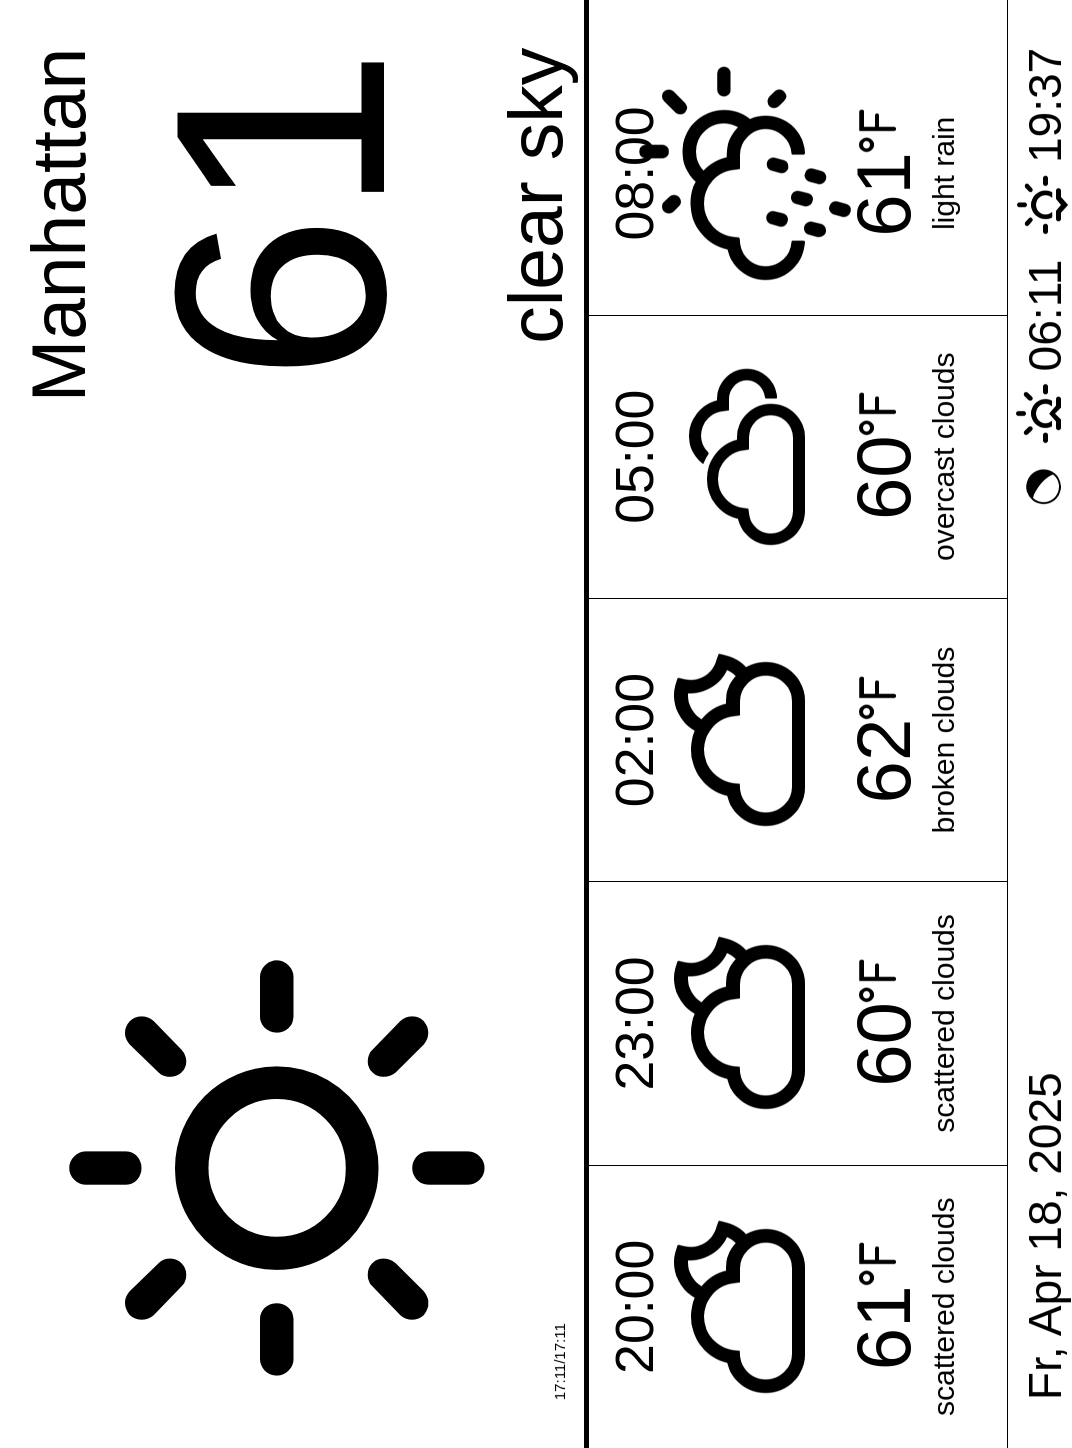 Manhattan
61
clear sky
17:11/17:11
20:00
61°F
scattered clouds
23:00
60°F
scattered clouds
02:00
62°F
broken clouds
05:00
60°F
overcast clouds
08:00
61°F
light rain
Fr, Apr 18, 2025
06:11 19:37